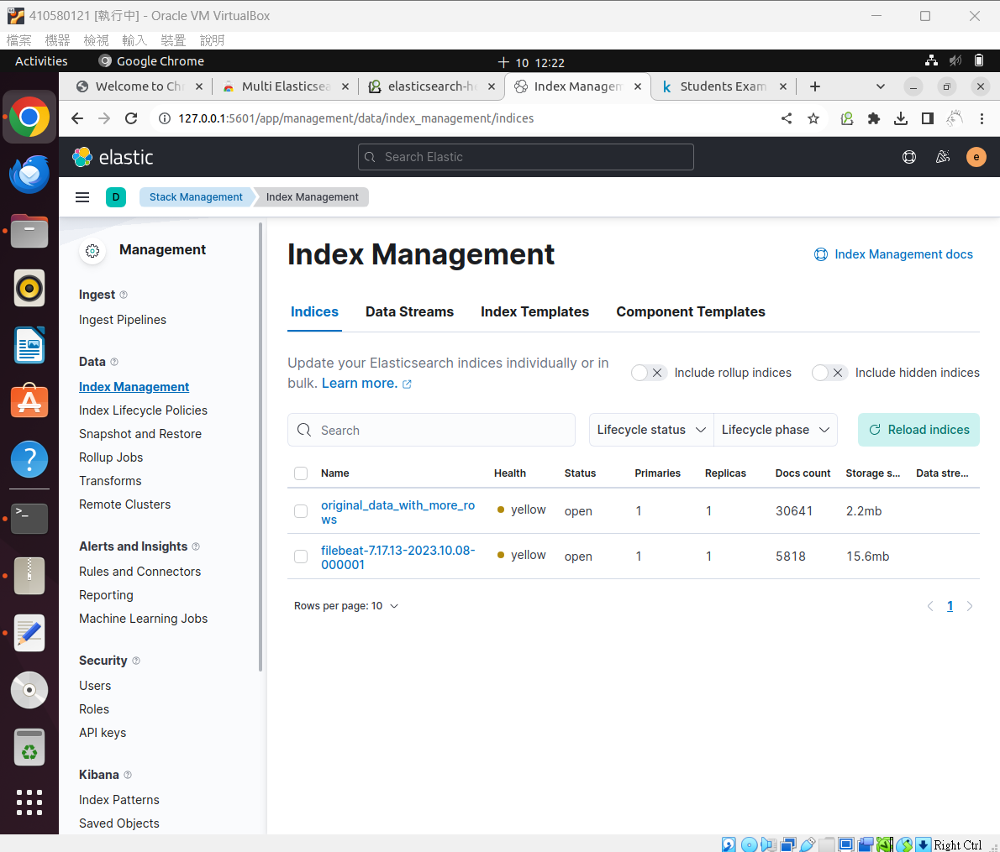 410580121 [執行中] - Oracle VM VirtualBox
檔案 機器 檢視 輸入 裝置 說明
Activities Google Chrome 10 12:22
Welcome to Ch Multi Elasticsea elasticsearch-he Index Managem k Students Exam
127.0.0.1:5601/app/management/data/index_management/indices
elastic Search Elastic e
D Stack Management Index Management
Management
Ingest
Ingest Pipelines
Data
Index Management
Index Lifecycle Policies
Snapshot and Restore
Rollup Jobs
Transforms
Remote Clusters
Alerts and Insights
Rules and Connectors
Reporting
Machine Learning Jobs
Security
Users
Roles
API keys
Kibana
Index Patterns
Saved Objects
Index Management
Index Management docs
Indices Data Streams Index Templates Component Templates
Update your Elasticsearch indices individually or in
bulk. Learn more.
Include rollup indices Include hidden indices
Search Lifecycle status Lifecycle phase Reload indices
Name Health Status Primaries Replicas Docs count Storage s... Data stre...
original_data_with_more_ro
ws
yellow open 1 1 30641 2.2mb
filebeat-7.17.13-2023.10.08-
000001
yellow open 1 1 5818 15.6mb
Rows per page: 10
1
Right Ctrl